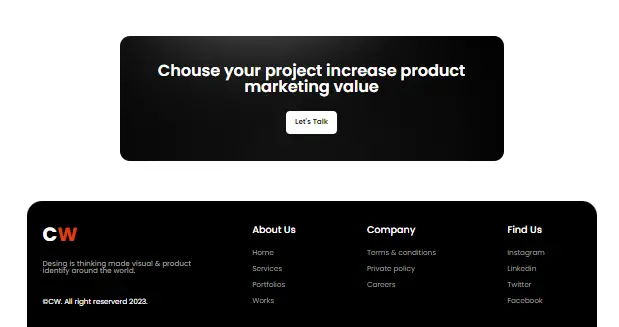 Chouse your project increase product
marketing value
Let's Talk
CW
Desing is thinking made visual & product
identify around the world.
©CW. All right reserverd 2023.
About Us
Home
Services
Portfolios
Works
Company
Terms & conditions
Private policy
Careers
Find Us
Instagram
Linkedin
Twitter
Facebook